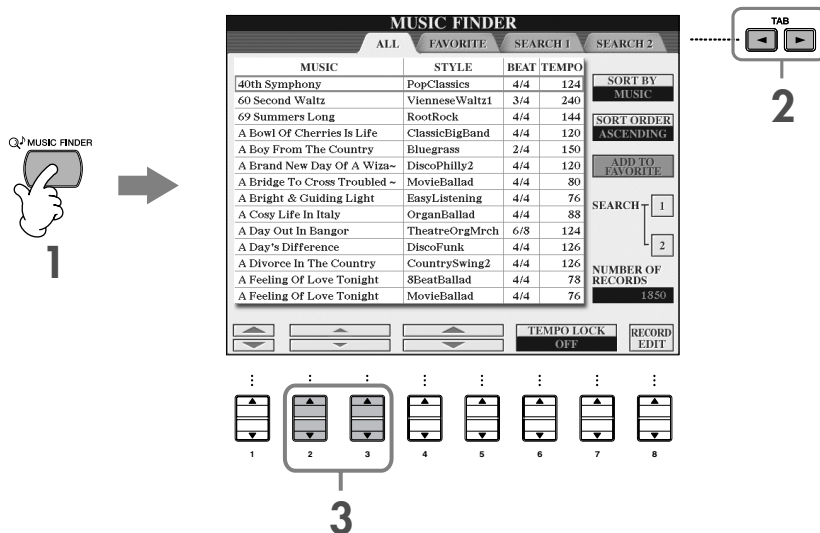 MUSIC FINDER
ALL FAVORITE SEARCH 1 SEARCH 2
TAB
2
MUSIC STYLE BEAT TEMPO
40th Symphony PopClassics 4/4 124
60 Second Waltz VienneseWaltz1 3/4 240
69 Summers Long RootRock 4/4 144
A Bowl Of Cherries Is Life ClassicBigBand 4/4 120
A Boy From The Country Bluegrass 2/4 150
A Brand New Day Of A Wiza~ DiscoPhilly2 4/4 120
A Bridge To Cross Troubled ~ MovieBallad 4/4 80
A Bright & Guiding Light EasyListening 4/4 76
A Cosy Life In Italy OrganBallad 4/4 88
A Day Out In Bangor TheatreOrgMrch 6/8 124
A Day's Difference DiscoFunk 4/4 126
A Divorce In The Country CountrySwing2 4/4 126
A Feeling Of Love Tonight 8BeatBallad 4/4 78
A Feeling Of Love Tonight MovieBallad 4/4 76
SORT BY
MUSIC
SORT ORDER
ASCENDING
ADD TO
FAVORITE
SEARCH 1
2
NUMBER OF
RECORDS
1850
MUSIC FINDER
1
TEMPO LOCK
OFF
RECORD
EDIT
1 2 3 4 5 6 7 8
3